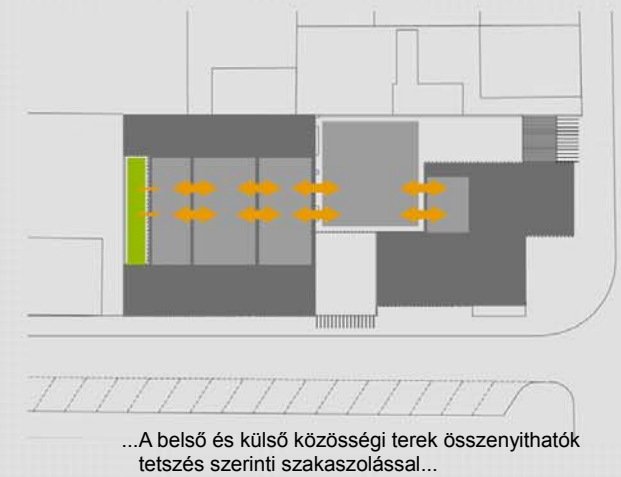 ...A belső és külső közösségi terek összenyithatók
tetszés szerinti szakaszolással...